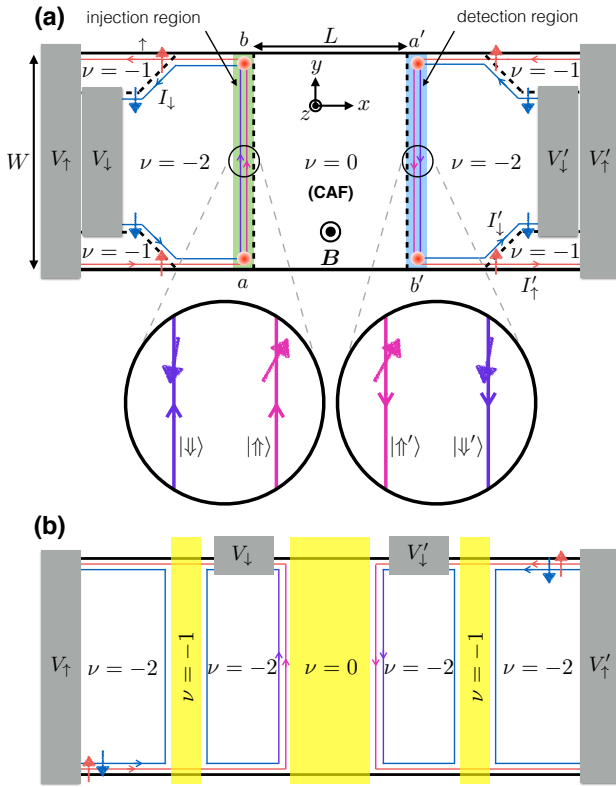 (a)
injection region
b
L
a′
detection region
↑
ν = −1
ν = −1
I↓
y
z
x
W
V↑
V↓
ν = −2
ν = 0
ν = −2
V′↓
V′↑
(CAF)
B
I′↓
ν = −1
ν = −1
a
b′
I′↑
|⇓⟩
|⇑⟩
|⇑′⟩
|⇓′⟩
(b)
V↓
V′↓
V↑
ν = −2
ν = −1
ν = −2
ν = 0
ν = −2
ν = −1
ν = −2
V′↑